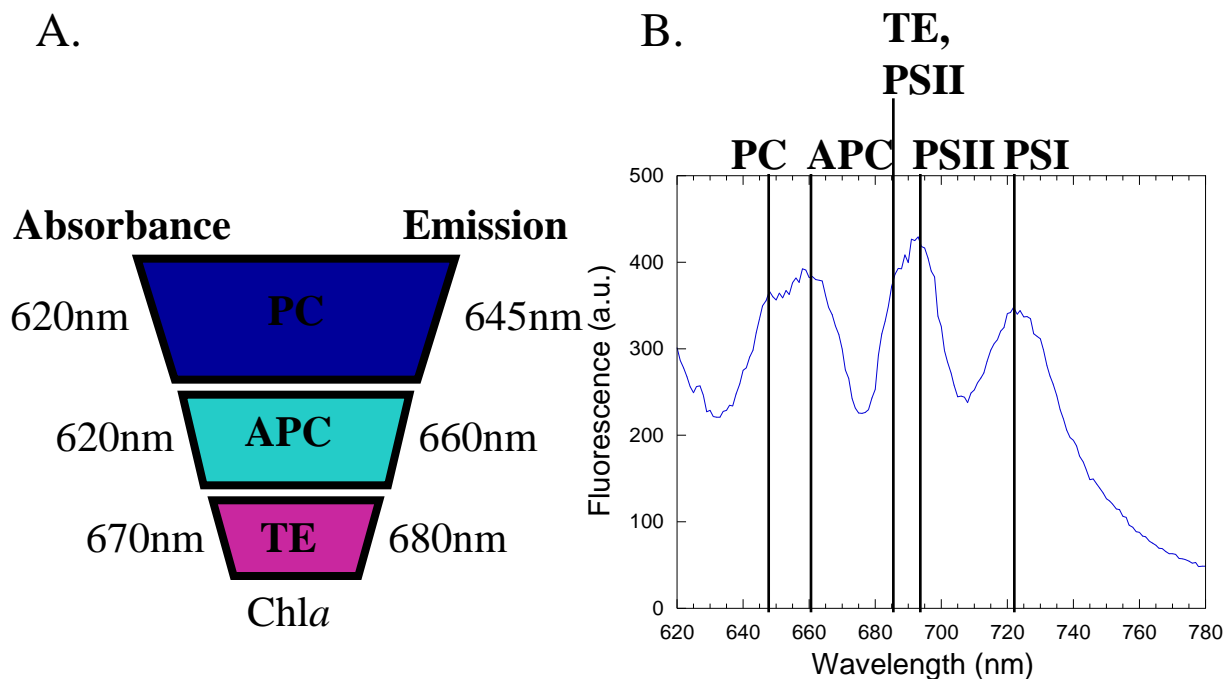 A.
Absorbance Emission
620nm PC 645nm
620nm APC 660nm
670nm TE 680nm
Chla
B.
TE,
PSII
PC APC PSII PSI
500
400
300
200
100
0
Fluorescence (a.u.)
620 640 660 680 700 720 740 760 780
Wavelength (nm)